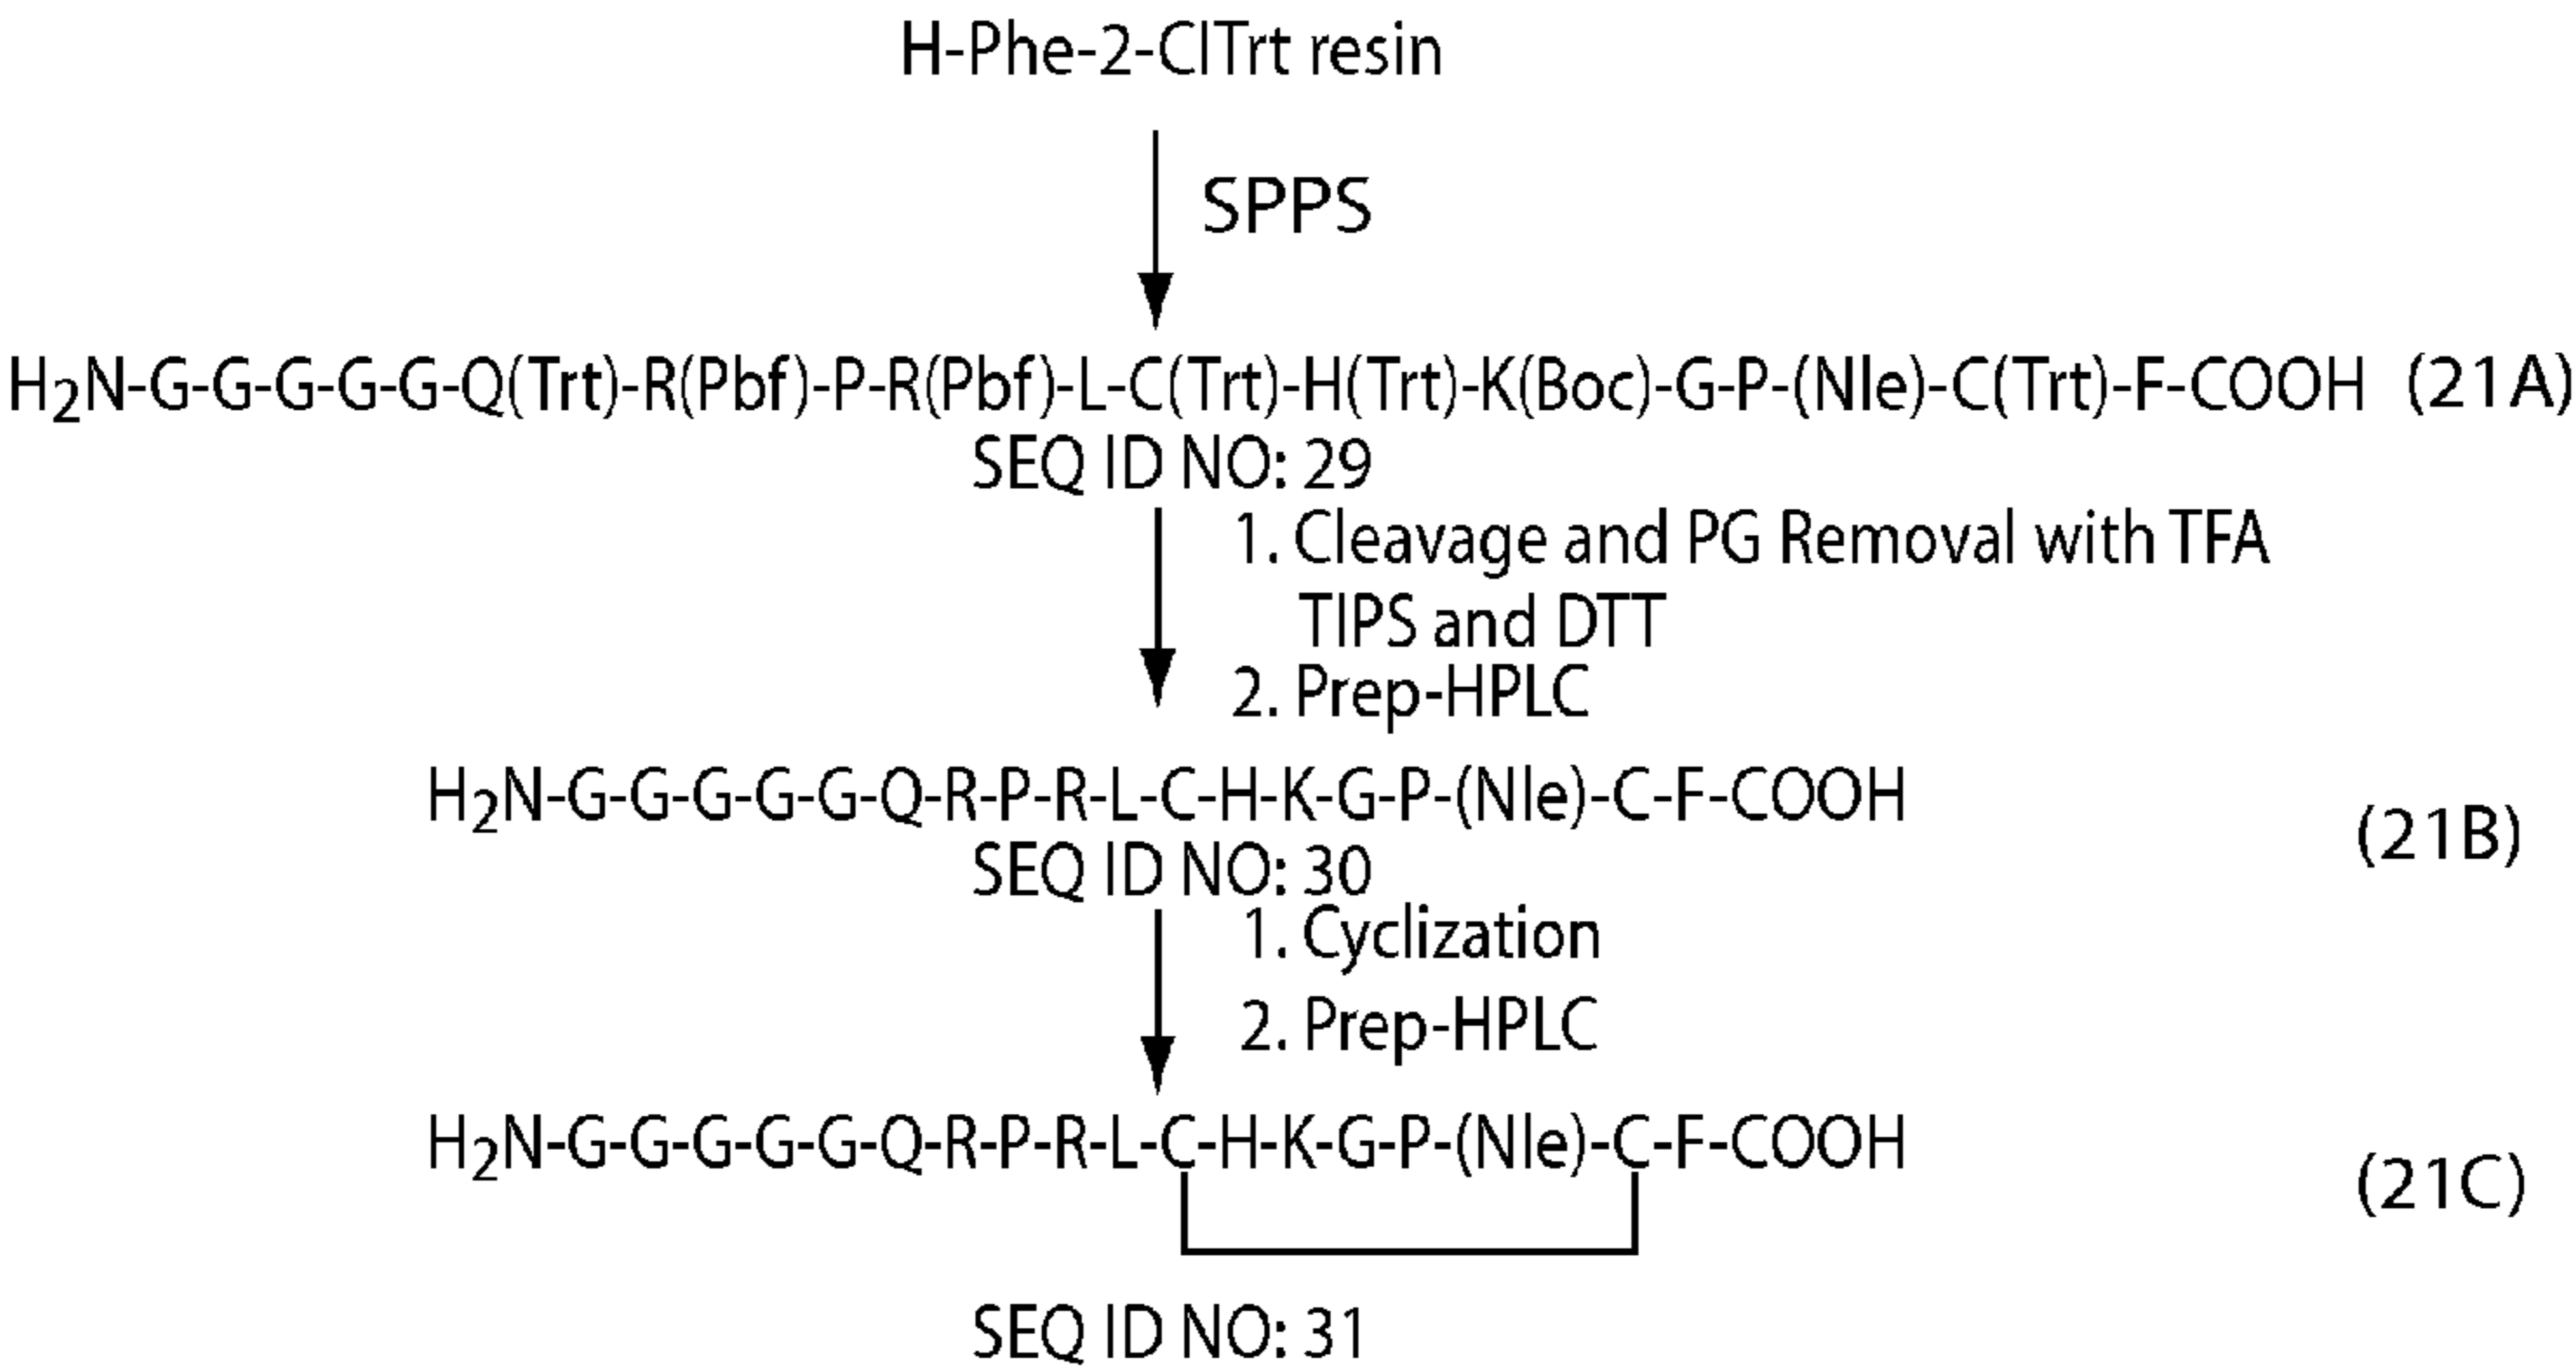 H-Phe-2-ClTrt resin
SPPS
H2N-G-G-G-G-G-Q(Trt)-R(Pbf)-P-R(Pbf)-L-C(Trt)-H(Trt)-K(Boc)-G-P-(Nle)-C(Trt)-F-COOH (21A)
SEQ ID NO: 29
1. Cleavage and PG Removal with TFA
TIPS and DTT
2. Prep-HPLC
H2N-G-G-G-G-G-Q-R-P-R-L-C-H-K-G-P-(Nle)-C-F-COOH
(21B)
SEQ ID NO: 30
1. Cyclization
2. Prep-HPLC
H2N-G-G-G-G-G-Q-R-P-R-L-C-H-K-G-P-(Nle)-C-F-COOH
(21C)
SEQ ID NO: 31